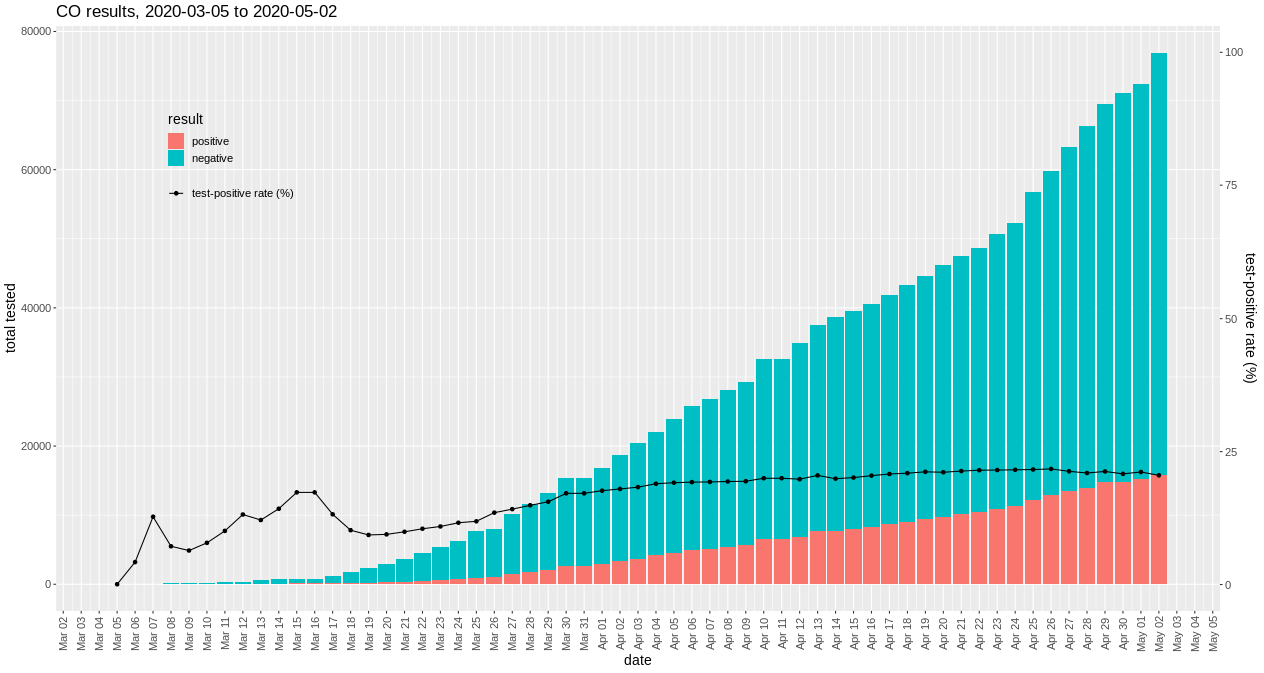 CO results, 2020-03-05 to 2020-05-02
80000
60000
40000
20000
0
total tested
result
positive
negative
test-positive rate (%)
100
75
50
25
0
test-positive rate (%)
Mar 02
Mar 03
Mar 04
Mar 05
Mar 06
Mar 07
Mar 08
Mar 09
Mar 10
Mar 11
Mar 12
Mar 13
Mar 14
Mar 15
Mar 16
Mar 17
Mar 18
Mar 19
Mar 20
Mar 21
Mar 22
Mar 23
Mar 24
Mar 25
Mar 26
Mar 27
Mar 28
Mar 29
Mar 30
Mar 31
Apr 01
Apr 02
Apr 03
Apr 04
Apr 05
Apr 06
Apr 07
Apr 08
Apr 09
Apr 10
Apr 11
Apr 12
Apr 13
Apr 14
Apr 15
Apr 16
Apr 17
Apr 18
Apr 19
Apr 20
Apr 21
Apr 22
Apr 23
Apr 24
Apr 25
Apr 26
Apr 27
Apr 28
Apr 29
Apr 30
May 01
May 02
May 03
May 04
May 05
date